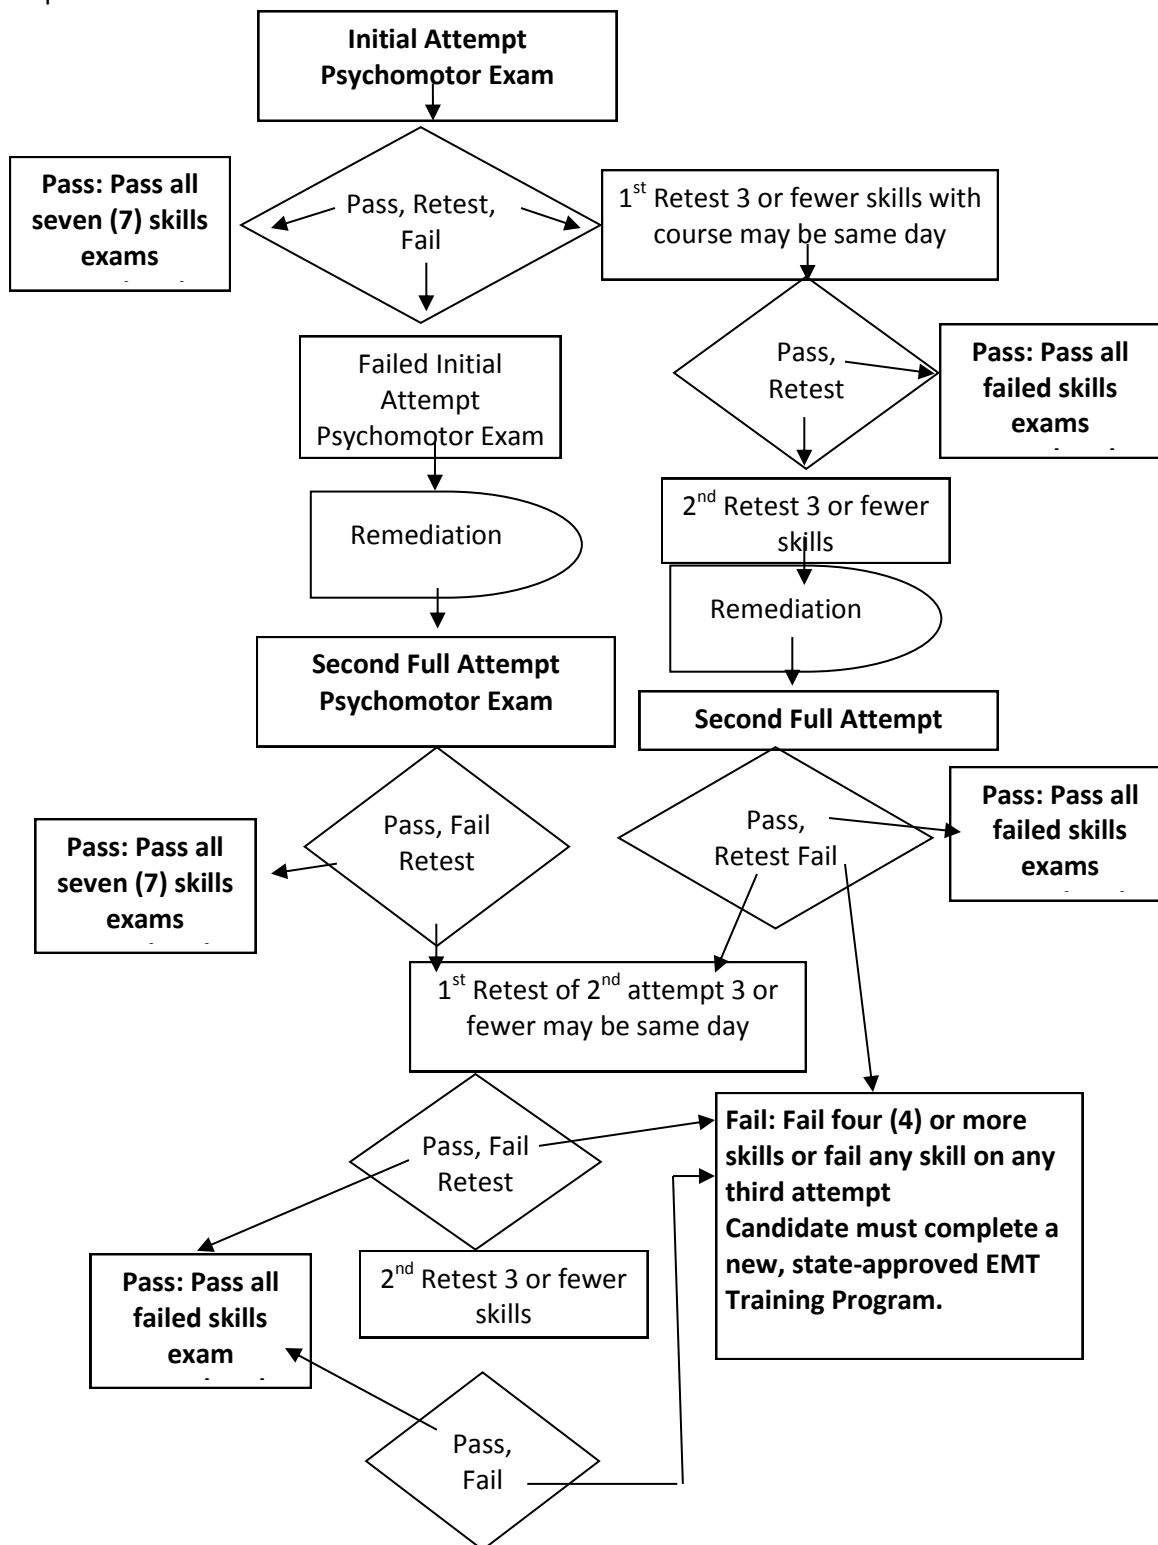 Initial Attempt
Psychomotor Exam
Pass: Pass all
seven (7) skills
exams
Pass, Retest,
Fail
1st Retest 3 or fewer skills with
course may be same day
Failed Initial
Attempt
Psychomotor Exam
Pass,
Retest
Pass: Pass all
failed skills
exams
Remediation
2nd Retest 3 or fewer
skills
Remediation
Second Full Attempt
Psychomotor Exam
Second Full Attempt
Pass: Pass all
seven (7) skills
exams
Pass, Fail
Retest
Pass,
Retest Fail
Pass: Pass all
failed skills
exams
1st Retest of 2nd attempt 3 or
fewer may be same day
Pass, Fail
Retest
Fail: Fail four (4) or more
skills or fail any skill on any
third attempt
Candidate must complete a
new, state-approved EMT
Training Program.
Pass: Pass all
failed skills
exam
2nd Retest 3 or fewer
skills
Pass,
Fail